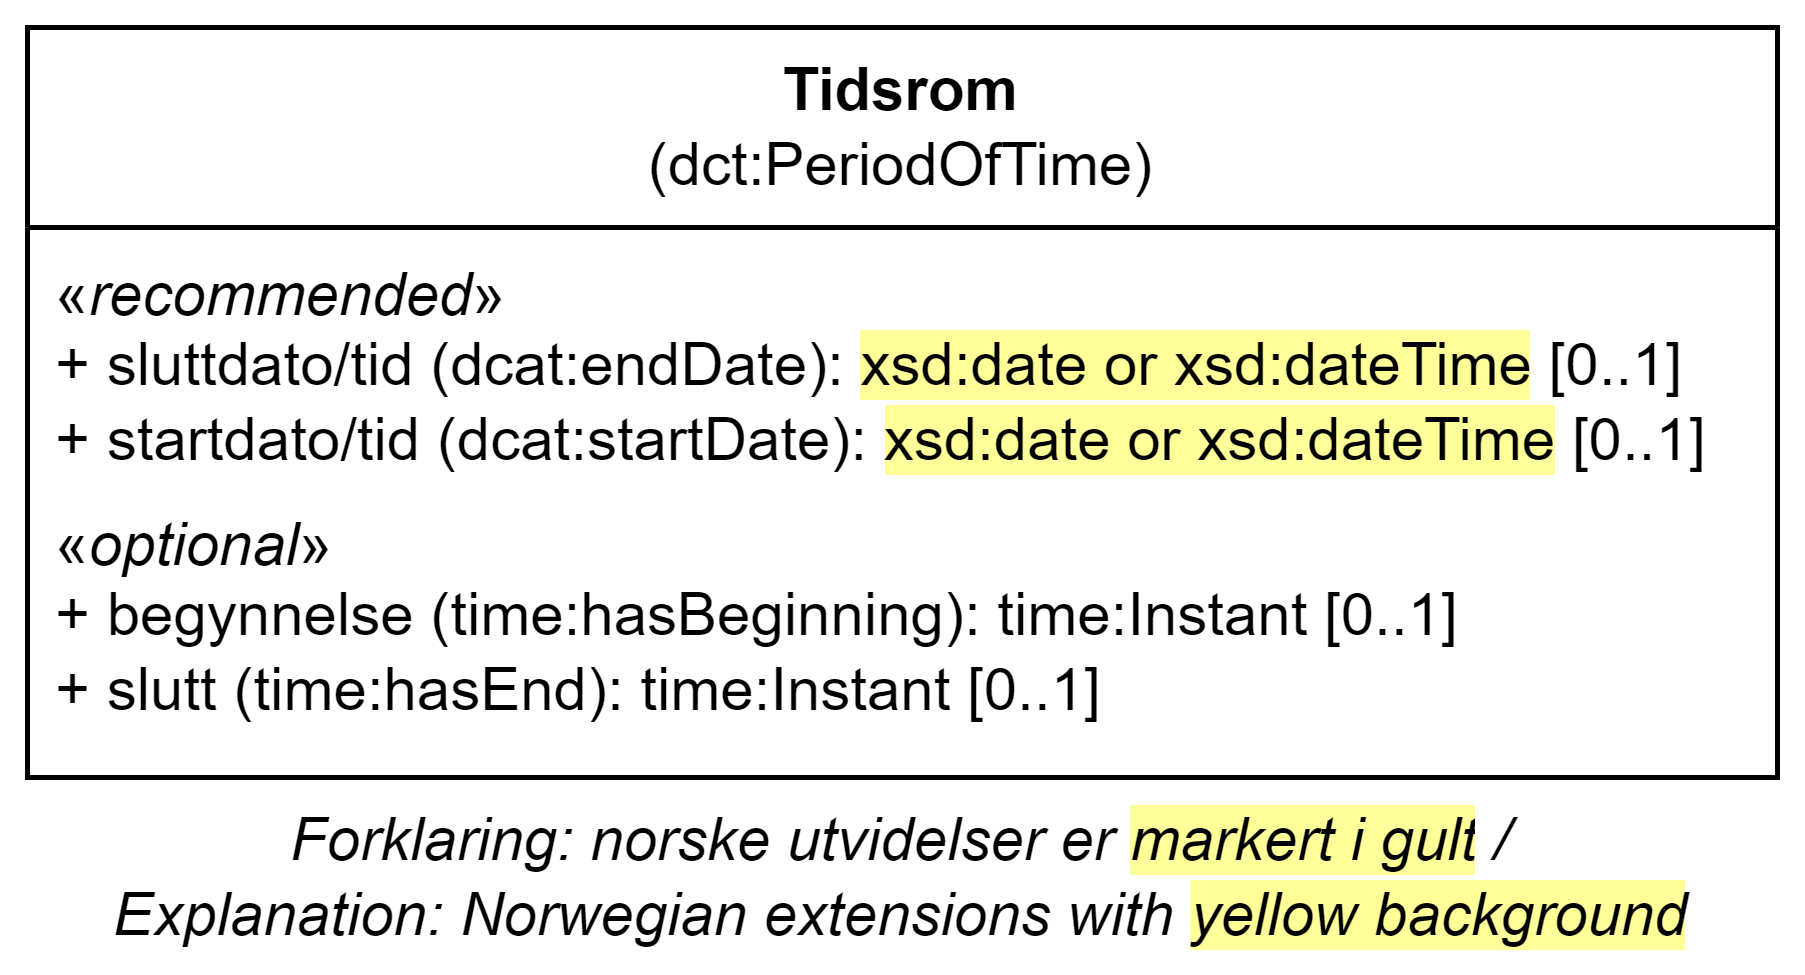 Tidsrom
(dct:PeriodOfTime)
«recommended»
+ sluttdato/tid (dcat:endDate): xsd:date or xsd:dateTime [0..1]
+ startdato/tid (dcat:startDate): xsd:date or xsd:dateTime [0..1]
«optional»
+ begynnelse (time:hasBeginning): time:Instant [0..1]
+ slutt (time:hasEnd): time:Instant [0..1]
Forklaring: norske utvidelser er markert i gult /
Explanation: Norwegian extensions with yellow background